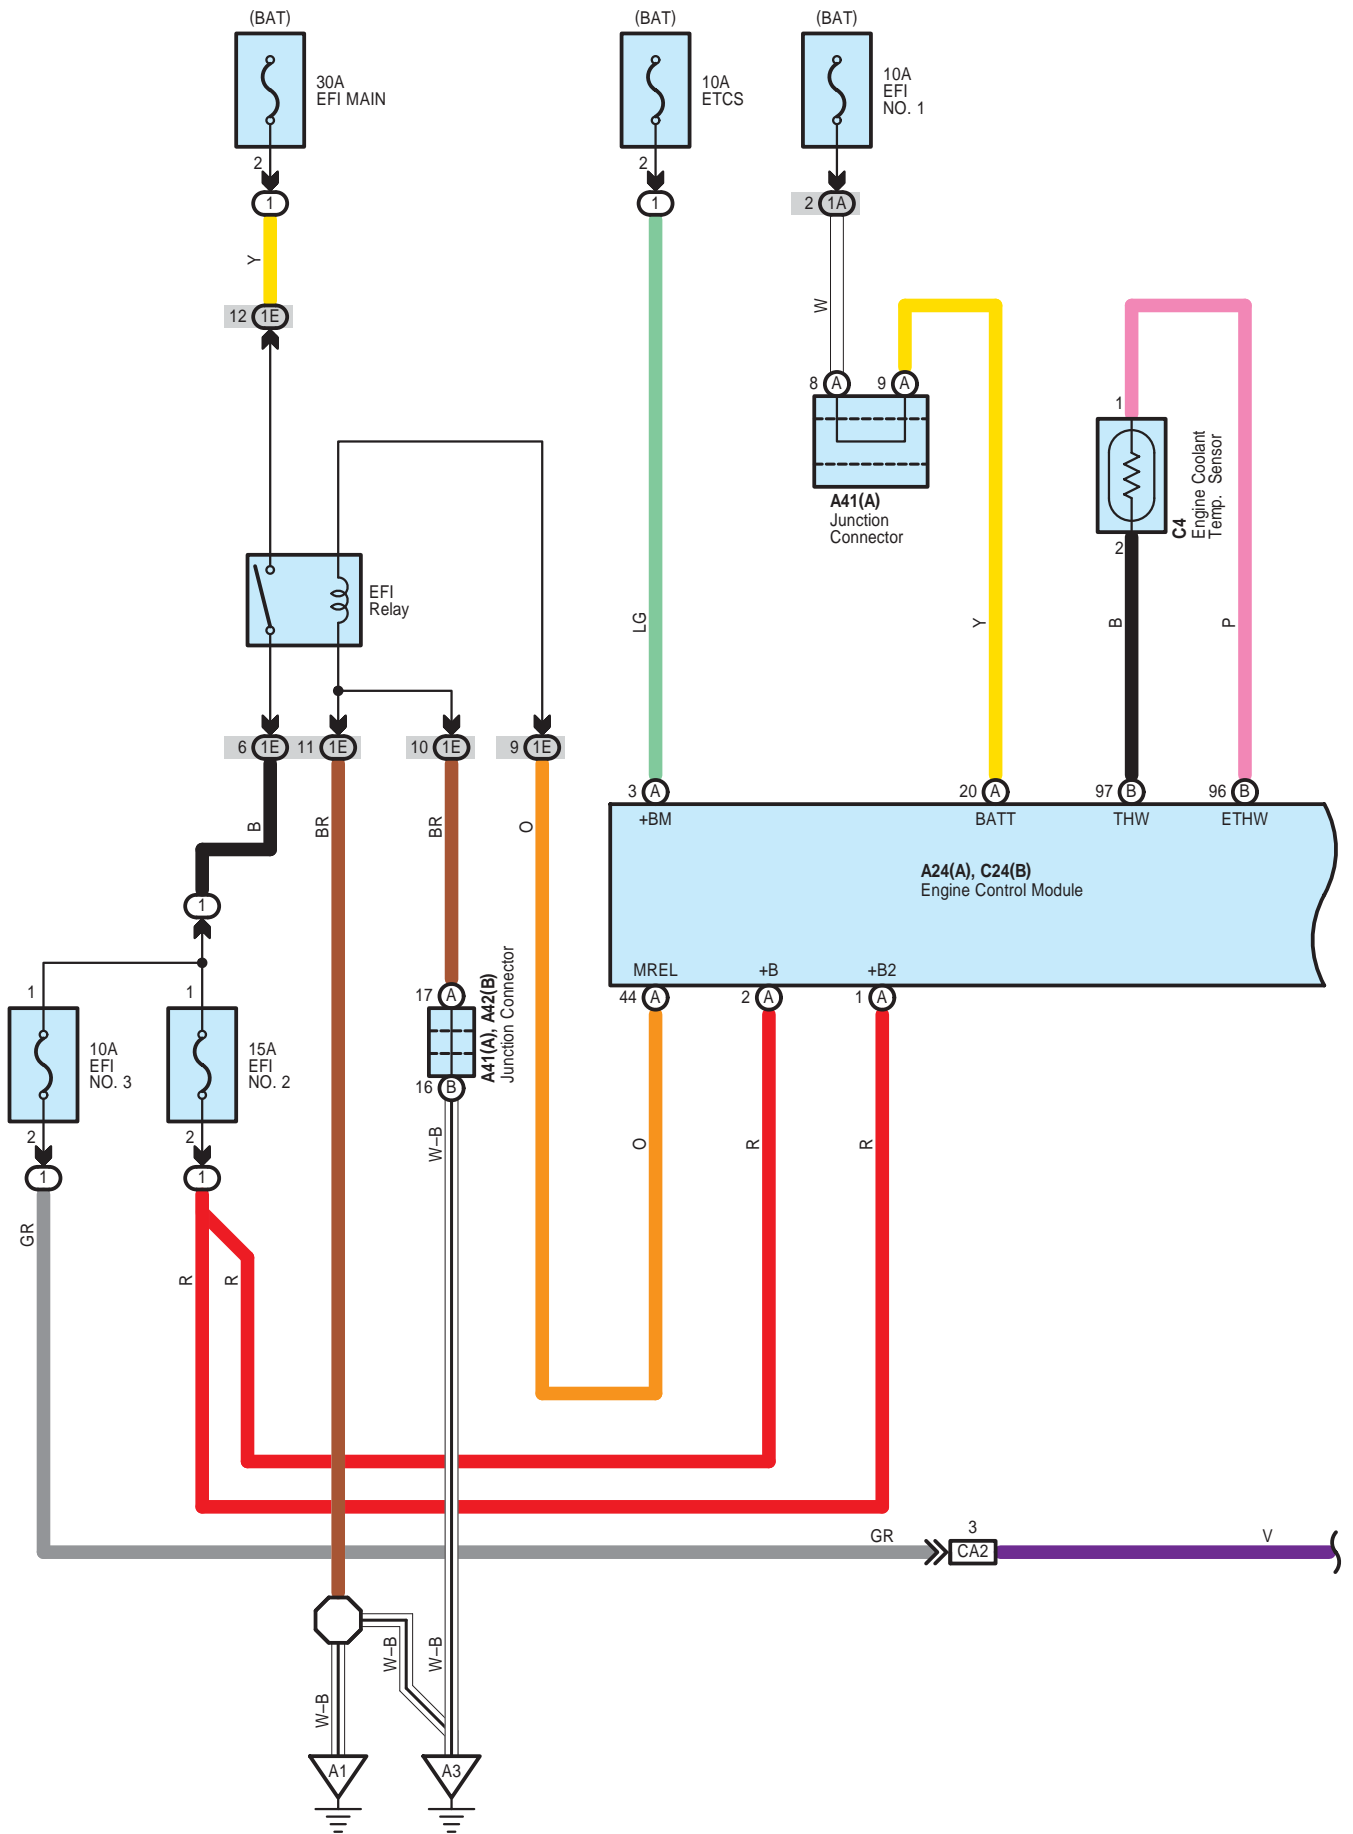 (BAT)
(BAT)
(BAT)
30A
EFI MAIN
10A
ETCS
10A
EFI
NO. 1
2
1
2
1
2 1A
Y
W
12 1E
8 A
9 A
1
A41(A)
Junction
Connector
C4
Engine Coolant
Temp. Sensor
2
EFI
Relay
LG
Y
B
P
6 1E
11 1E
10 1E
9 1E
3 A
20 A
97 B
96 B
+BM
BATT
THW
ETHW
B
BR
BR
O
A24(A), C24(B)
Engine Control Module
1
MREL
+B
+B2
44 A
2 A
1 A
1
1
17 A
A41(A), A42(B)
Junction Connector
16 B
10A
EFI
NO. 3
15A
EFI
NO. 2
2
2
1
1
W–B
O
R
R
GR
R
R
GR
3
CA2
V
W–B
W–B
W–B
A1
A3